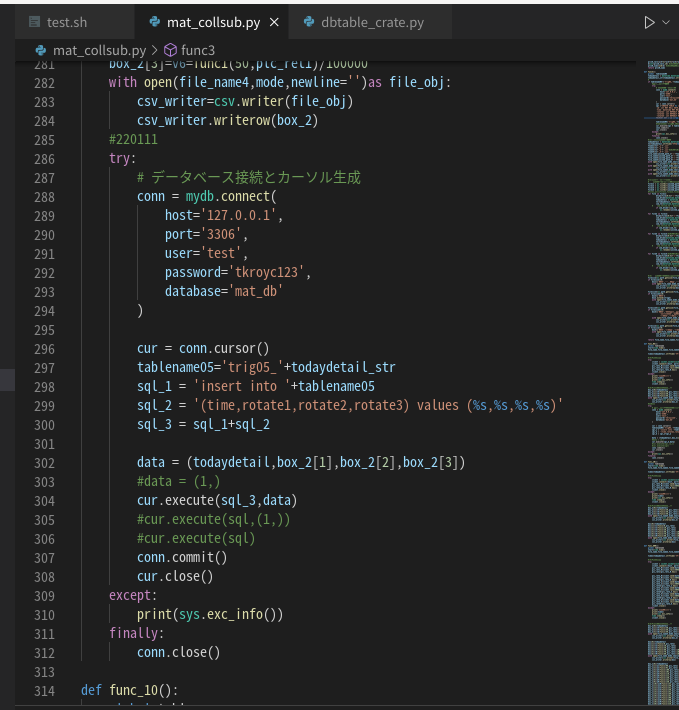 test.sh mat_collsub.py dbtable_crate.py
mat_collsub.py > func3
281 box_2[3]=v6=func1(50,plc_rel1)/100000
282 with open(file_name4,mode,newline='')as file_obj:
283 csv_writer=csv.writer(file_obj)
284 csv_writer.writerow(box_2)
285 #220111
286 try:
287 # データベース接続とカーソル生成
288 conn = mydb.connect(
289 host='127.0.0.1',
290 port='3306',
291 user='test',
292 password='tkroyc123',
293 database='mat_db'
294 )
295
296 cur = conn.cursor()
297 tablename05='trig05_'+todaydetail_str
298 sql_1 = 'insert into '+tablename05
299 sql_2 = '(time,rotate1,rotate2,rotate3) values (%s,%s,%s,%s)'
300 sql_3 = sql_1+sql_2
301
302 data = (todaydetail,box_2[1],box_2[2],box_2[3])
303 #data = (1,)
304 cur.execute(sql_3,data)
305 #cur.execute(sql,(1,))
306 #cur.execute(sql)
307 conn.commit()
308 cur.close()
309 except:
310 print(sys.exc_info())
311 finally:
312 conn.close()
313
314 def func_10():